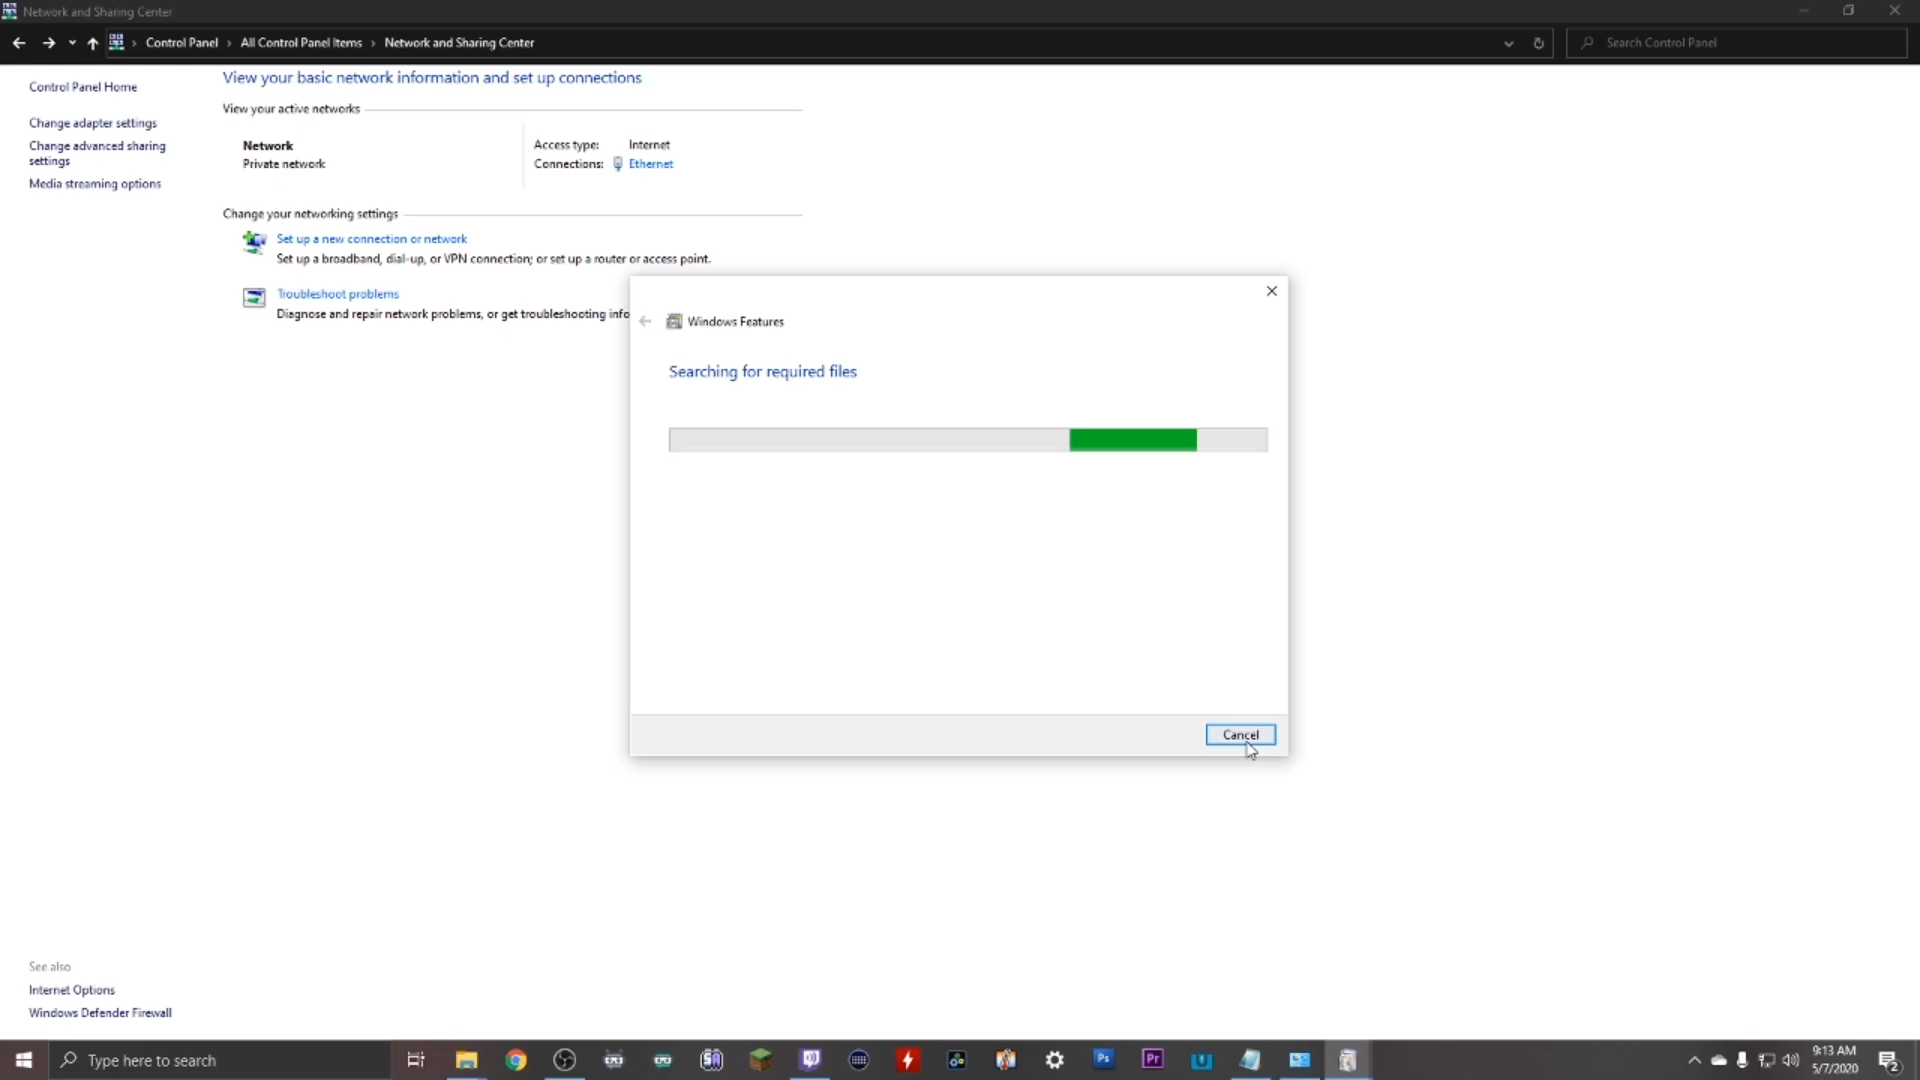 Network and Sharing Center
Control Panel > All Control Panel Items > Network and Sharing Center
Search Control Panel
Control Panel Home
Change adapter settings
Change advanced sharing
settings
Media streaming options
View your basic network information and set up connections
View your active networks
Network
Private network
Access type: Internet
Connections: Ethernet
Change your networking settings
Set up a new connection or network
Set up a broadband, dial-up, or VPN connection; or set up a router or access point.
Troubleshoot problems
Diagnose and repair network problems, or get troubleshooting info
Windows Features
Searching for required files
Cancel
See also
Internet Options
Windows Defender Firewall
Type here to search
Ps
Pr
9:13 AM
5/7/2020
2